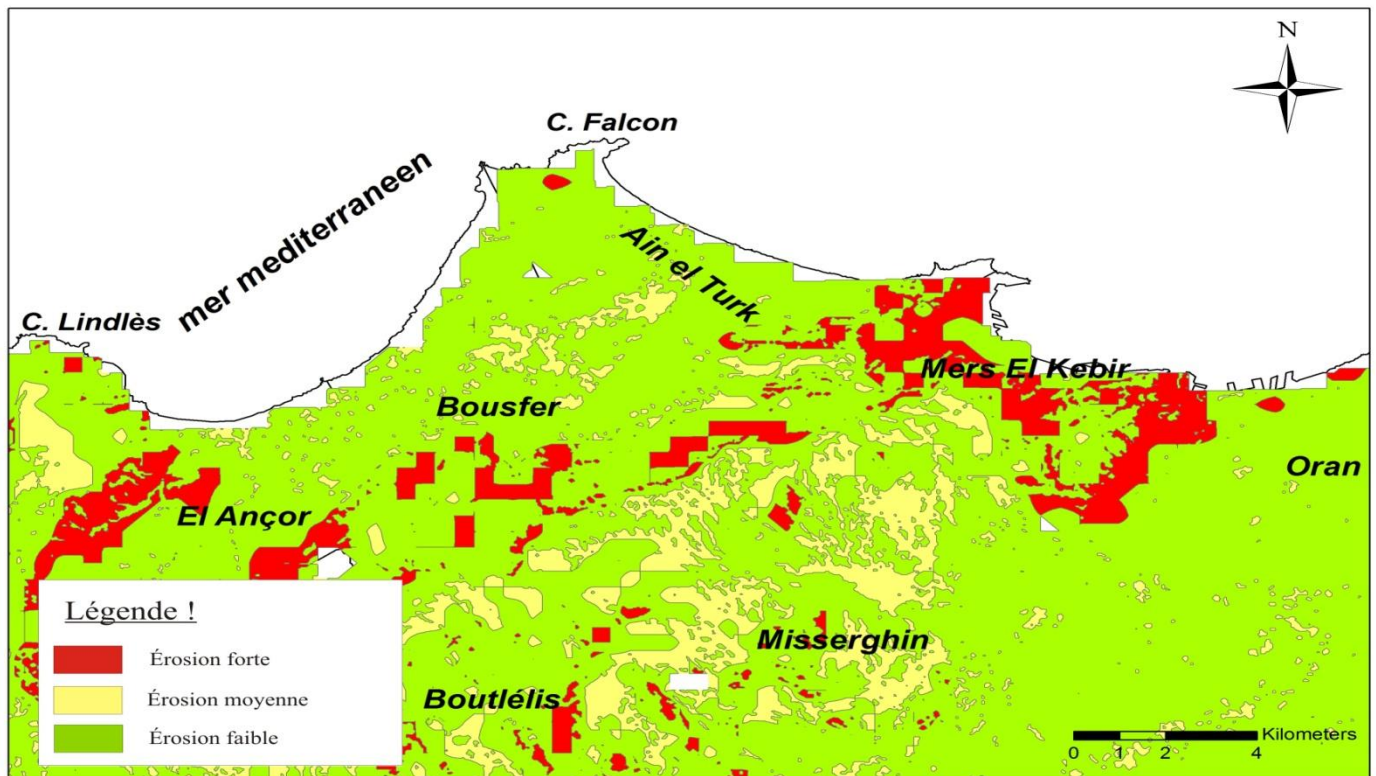 N
C. Falcon
mer mediterraneen
Ain el Turk
C. Lindlès
Mers El Kebir
Bousfer
Oran
El Ançor
Misserghin
Boutlélis
Légende !
Érosion forte
Érosion moyenne
Érosion faible
Kilometers
0 1 2 4